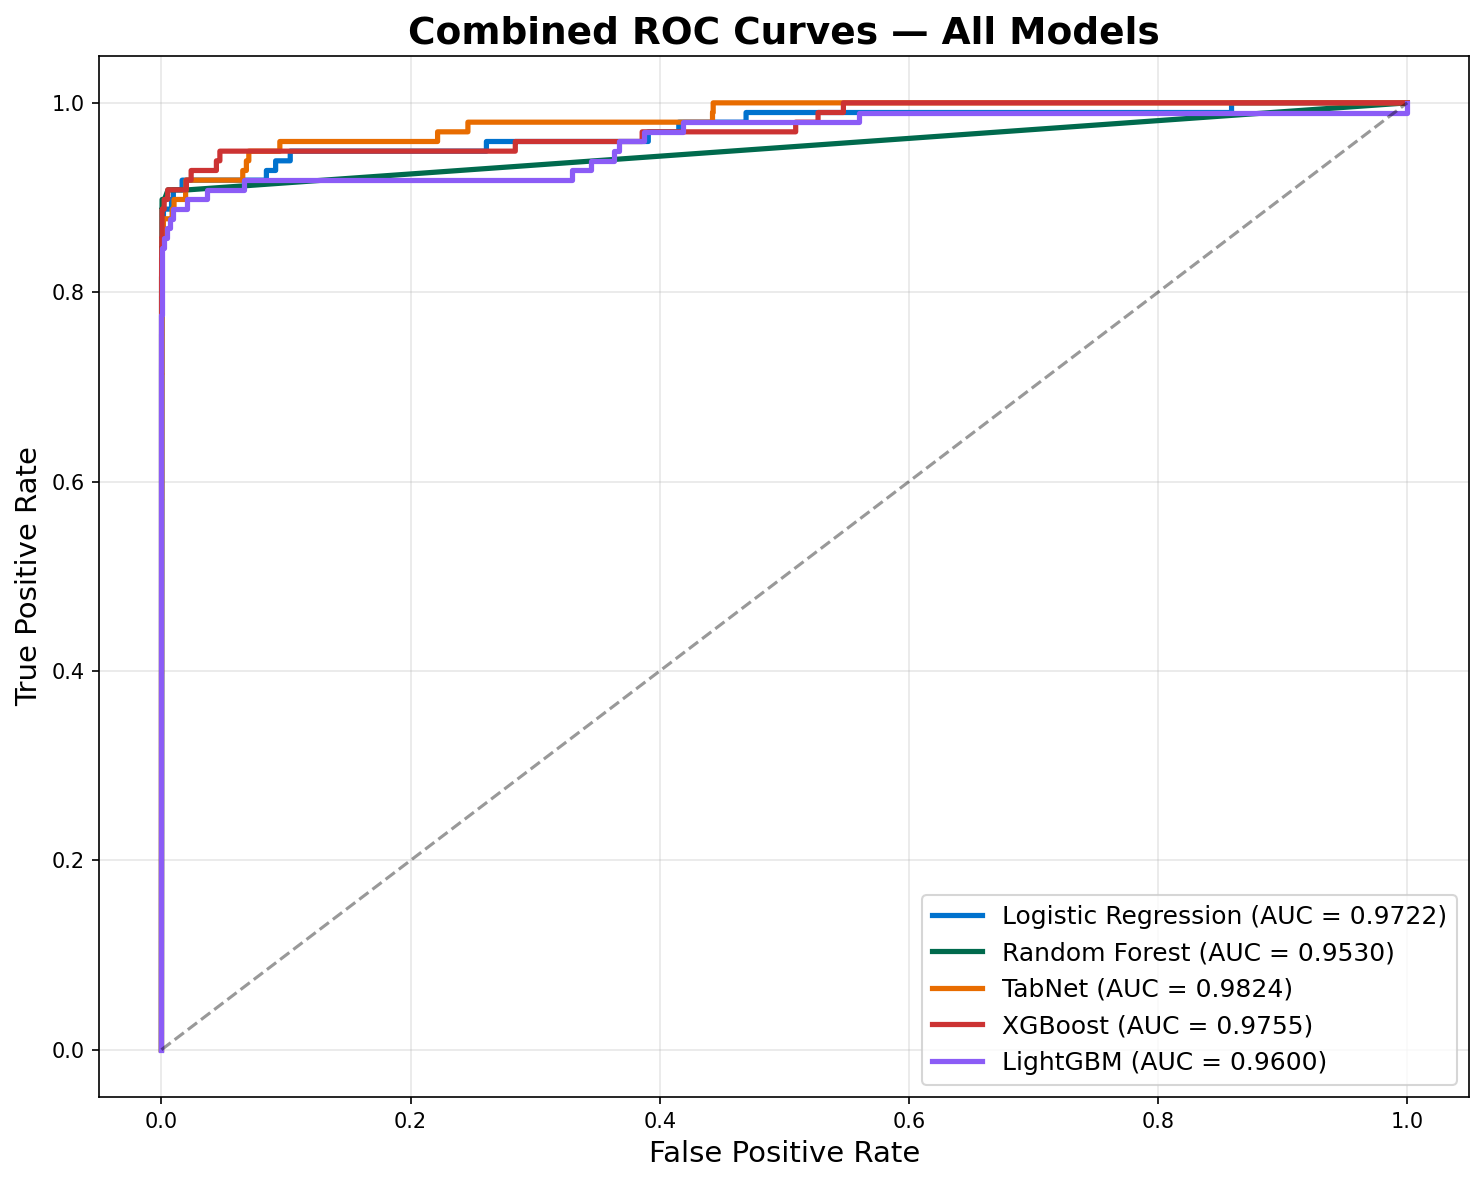 Combined ROC Curves — All Models
True Positive Rate
1.0
0.8
0.6
0.4
0.2
0.0
Logistic Regression (AUC = 0.9722)
Random Forest (AUC = 0.9530)
TabNet (AUC = 0.9824)
XGBoost (AUC = 0.9755)
LightGBM (AUC = 0.9600)
0.0 0.2 0.4 0.6 0.8 1.0
False Positive Rate